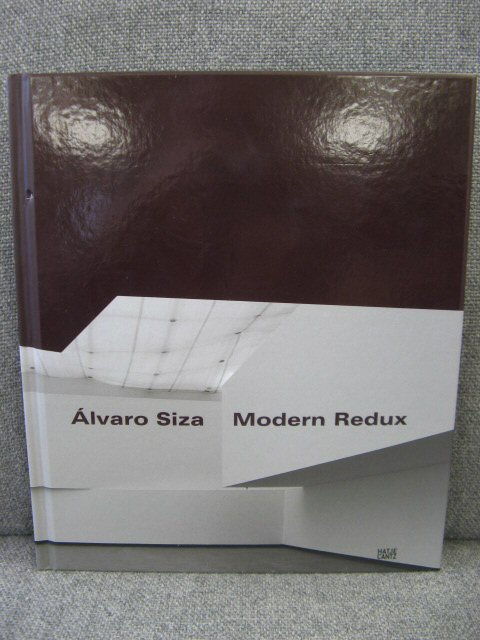 Álvaro Siza Modern Redux
HATJE
CANTZ